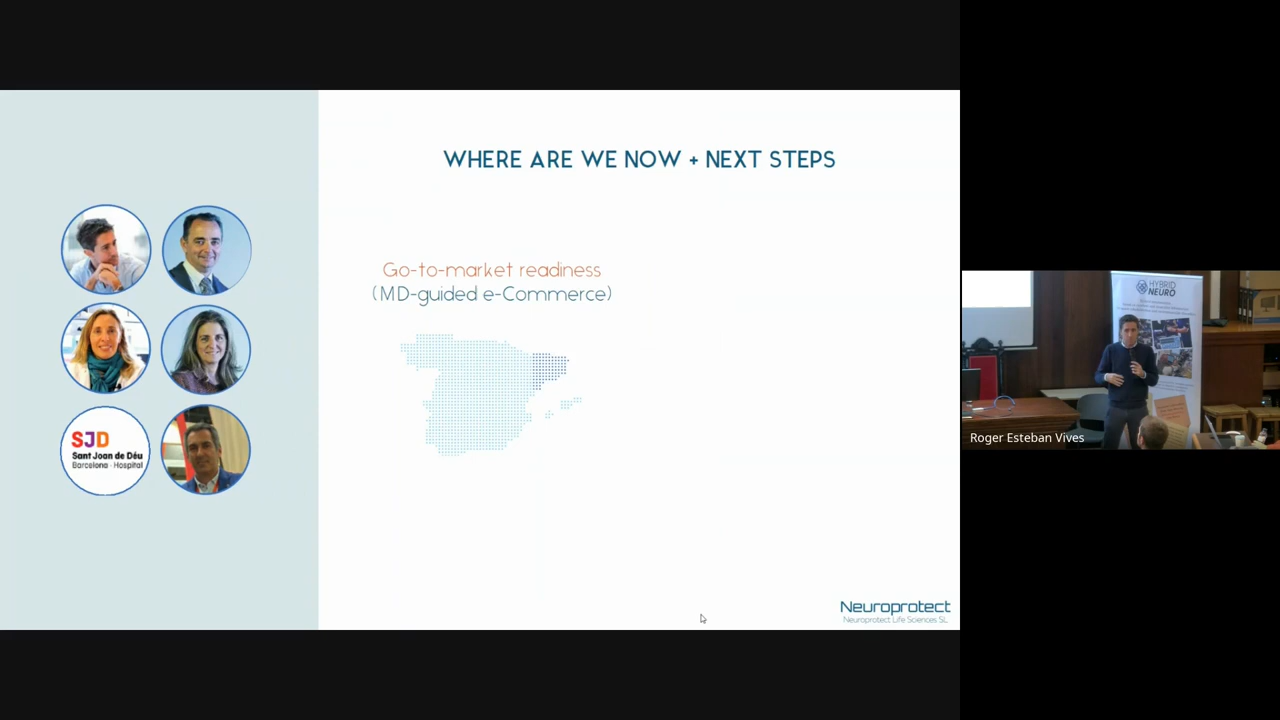 WHERE ARE WE NOW + NEXT STEPS
Go-to-market readiness
(MD-guided e-Commerce)
SJD
Sant Joan de Déu
Barcelona · Hospital
Neuroprotect
Neuroprotect Life Sciences SL
HYBRID
NEURO
Roger Esteban Vives